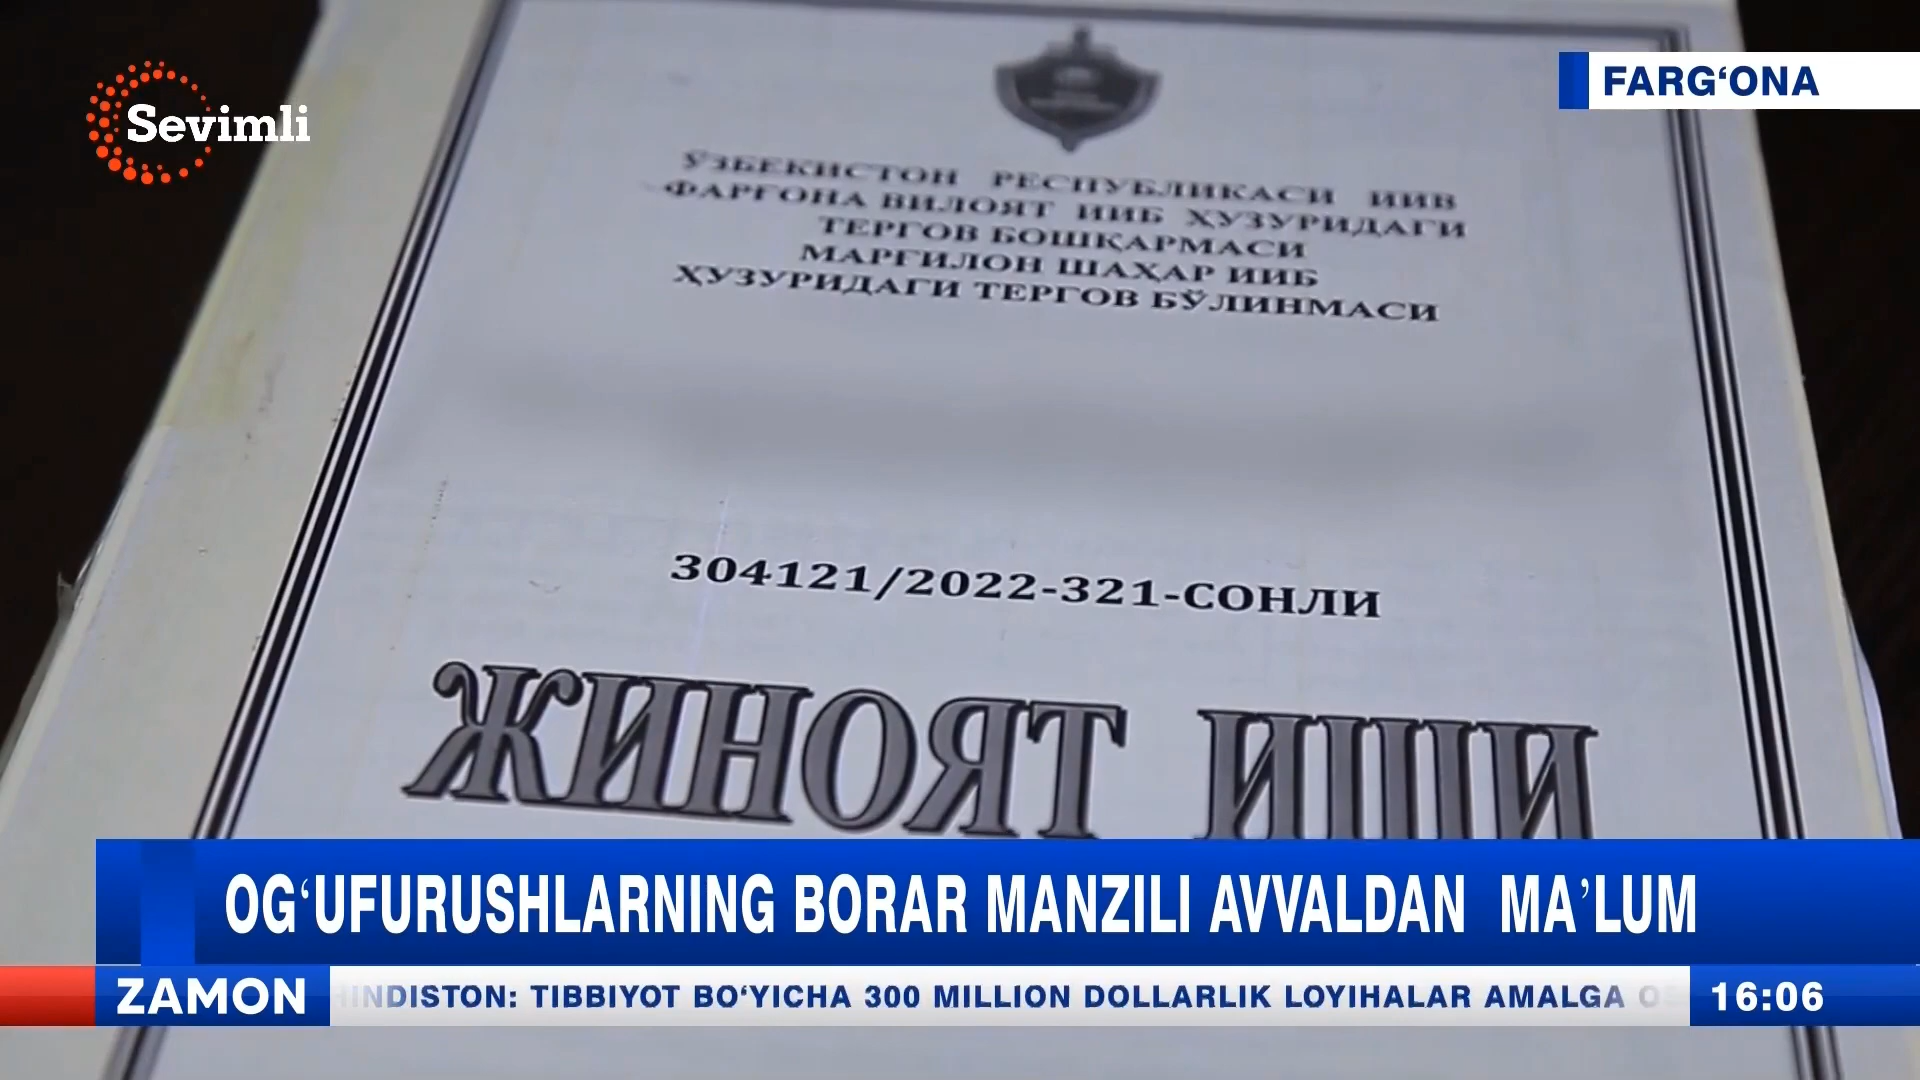 Sevimli
FARG‘ONA
ЎЗБЕКИСТОН РЕСПУБЛИКАСИ ИИВ
ФАРҒОНА ВИЛОЯТ ИИБ ҲУЗУРИДАГИ
ТЕРГОВ БОШҚАРМАСИ
МАРҒИЛОН ШАҲАР ИИБ
ҲУЗУРИДАГИ ТЕРГОВ БЎЛИНМАСИ
304121/2022-321-СОНЛИ
ЖИНОЯТ ИШИ
OG‘UFURUSHLARNING BORAR MANZILI AVVALDAN MA’LUM
ZAMON
HINDISTON: TIBBIYOT BO‘YICHA 300 MILLION DOLLARLIK LOYIHALAR AMALGA
16:06